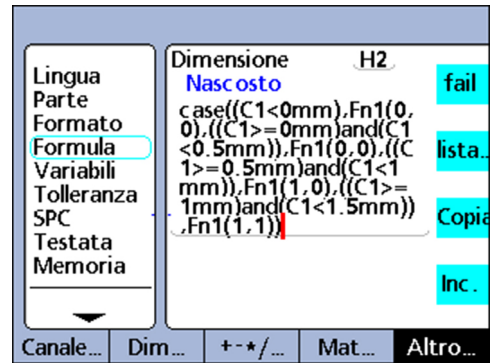 Lingua
Parte
Formato
Formula
Variabili
Tolleranza
SPC
Testata
Memoria
Dimensione H2
Nascosto
case((C1<0mm),Fn1(0,
0),((C1>=0mm)and(C1
<0.5mm)),Fn1(0,0),((C
1>=0.5mm)and(C1<1
mm)),Fn1(1,0),((C1>=
1mm)and(C1<1.5mm))
,Fn1(1,1))
fail
lista..
Copia
Inc.
Canale... Dim... +-*/... Mat... Altro...